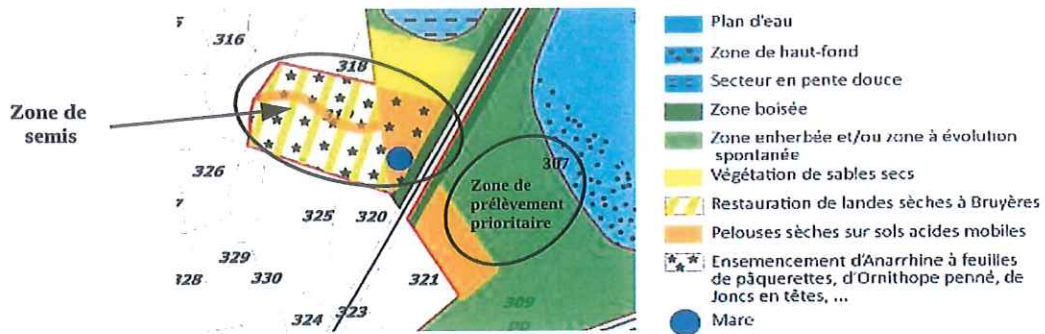 316
318
Zone de
semis
326
325
320
329
328
330
324
323
321
307
Zone de
prélèvement
prioritaire
309
Plan d'eau
Zone de haut-fond
Secteur en pente douce
Zone boisée
Zone enherbée et/ou zone à évolution
spontanée
Végétation de sables secs
Restauration de landes sèches à Bruyères
Pelouses sèches sur sols acides mobiles
Ensemencement d'Anarrhine à feuilles
de pâquerettes, d'Ornithope penné, de
Joncs en têtes, ...
Mare